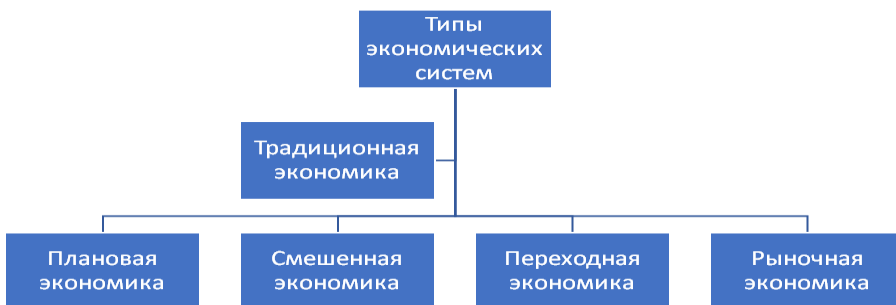 Типы
экономических
систем
Традиционная
экономика
Плановая
экономика
Смешенная
экономика
Переходная
экономика
Рыночная
экономика